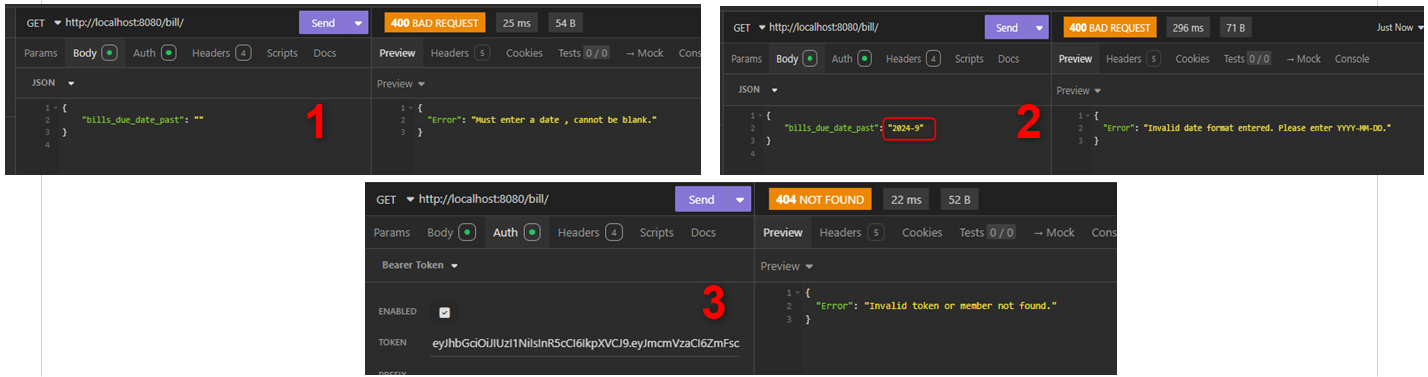 GET http://localhost:8080/bill/ Send 400 BAD REQUEST 25 ms 54 B
Params Body Auth Headers 4 Scripts Docs Preview Headers 5 Cookies Tests 0 / 0 → Mock Conso
JSON Preview
1 { 1 {
2 "bills_due_date_past": "" 2 "Error": "Must enter a date , cannot be blank."
3 } 3 }
4
1
GET http://localhost:8080/bill/ Send 400 BAD REQUEST 296 ms 71 B Just Now
Params Body Auth Headers 4 Scripts Docs Preview Headers 5 Cookies Tests 0 / 0 → Mock Console
JSON Preview
1 { 1 {
2 "bills_due_date_past": "2024-9" 2 "Error": "Invalid date format entered. Please enter YYYY-MM-DD."
3 } 3 }
4
2
GET http://localhost:8080/bill/ Send 404 NOT FOUND 22 ms 52 B
Params Body Auth Headers 4 Scripts Docs Preview Headers 5 Cookies Tests 0 / 0 → Mock Cons
Bearer Token Preview
1 {
2 "Error": "Invalid token or member not found."
3 }
ENABLED
TOKEN eyJhbGciOiJIUzI1NiIsInR5cCI6IkpXVCJ9.eyJmcmVzaCI6ZmFsc
3